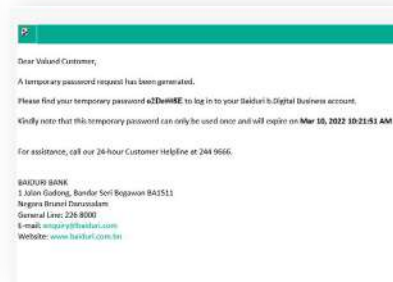 Dear Valued Customer,
A temporary password request has been generated.
Please find your temporary password to log in to your Baiduri b.Digital Business account.
Kindly note that this temporary password can only be used once and will expire on Mar 10, 2022 10:21:51 AM
For assistance, call our 24-hour Customer Helpline at 244 9666.
BAIDURI BANK
1 Jalan Gadong, Bandar Seri Begawan BA1511
Negara Brunei Darussalam
General Line: 226 8000
E-mail: enquiry@baiduri.com
Website: www.baiduri.com.bn